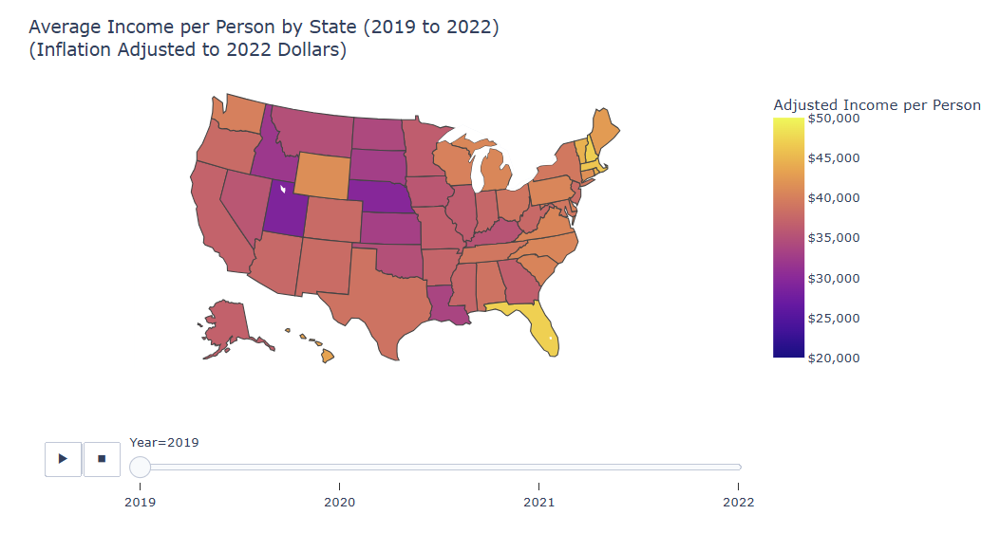 Average Income per Person by State (2019 to 2022)
(Inflation Adjusted to 2022 Dollars)
Adjusted Income per Person
$50,000
$45,000
$40,000
$35,000
$30,000
$25,000
$20,000
Year=2019
2019
2020
2021
2022